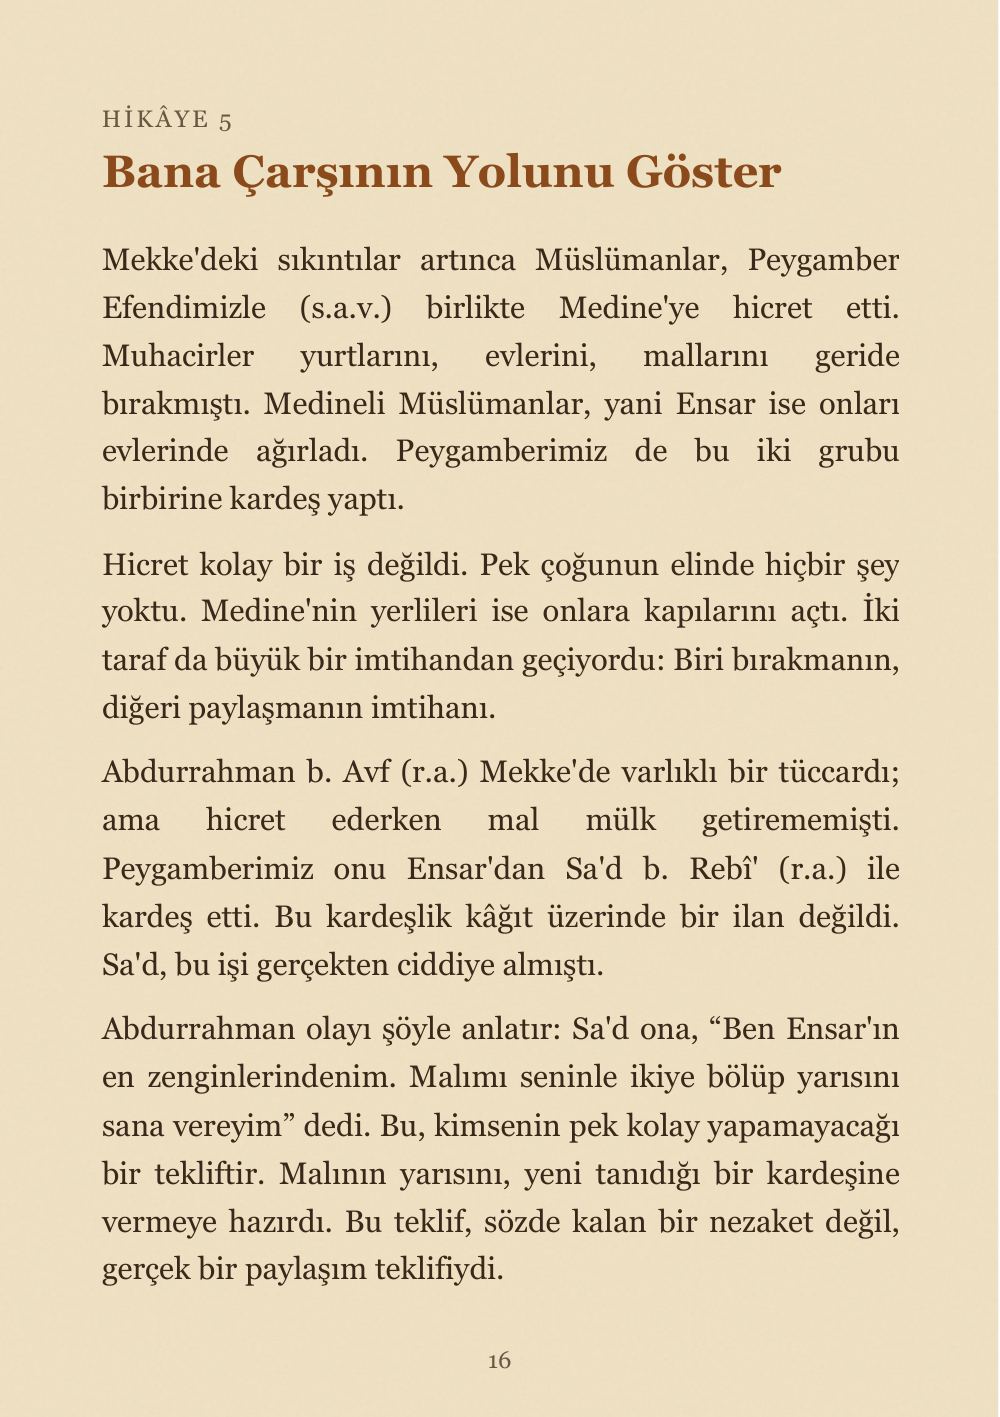 HİKÂYE 5
Bana Çarşının Yolunu Göster
Mekke'deki sıkıntılar artınca Müslümanlar, Peygamber
Efendimizle (s.a.v.) birlikte Medine'ye hicret etti.
Muhacirler yurtlarını, evlerini, mallarını geride
bırakmıştı. Medineli Müslümanlar, yani Ensar ise onları
evlerinde ağırladı. Peygamberimiz de bu iki grubu
birbirine kardeş yaptı.
Hicret kolay bir iş değildi. Pek çoğunun elinde hiçbir şey
yoktu. Medine'nin yerlileri ise onlara kapılarını açtı. İki
taraf da büyük bir imtihandan geçiyordu: Biri bırakmanın,
diğeri paylaşmanın imtihanı.
Abdurrahman b. Avf (r.a.) Mekke'de varlıklı bir tüccardı;
ama hicret ederken mal mülk getirememişti.
Peygamberimiz onu Ensar'dan Sa'd b. Rebî' (r.a.) ile
kardeş etti. Bu kardeşlik kâğıt üzerinde bir ilan değildi.
Sa'd, bu işi gerçekten ciddiye almıştı.
Abdurrahman olayı şöyle anlatır: Sa'd ona, “Ben Ensar'ın
en zenginlerindenim. Malımı seninle ikiye bölüp yarısını
sana vereyim” dedi. Bu, kimsenin pek kolay yapamayacağı
bir tekliftir. Malının yarısını, yeni tanıdığı bir kardeşine
vermeye hazırdı. Bu teklif, sözde kalan bir nezaket değil,
gerçek bir paylaşım teklifiydi.
16